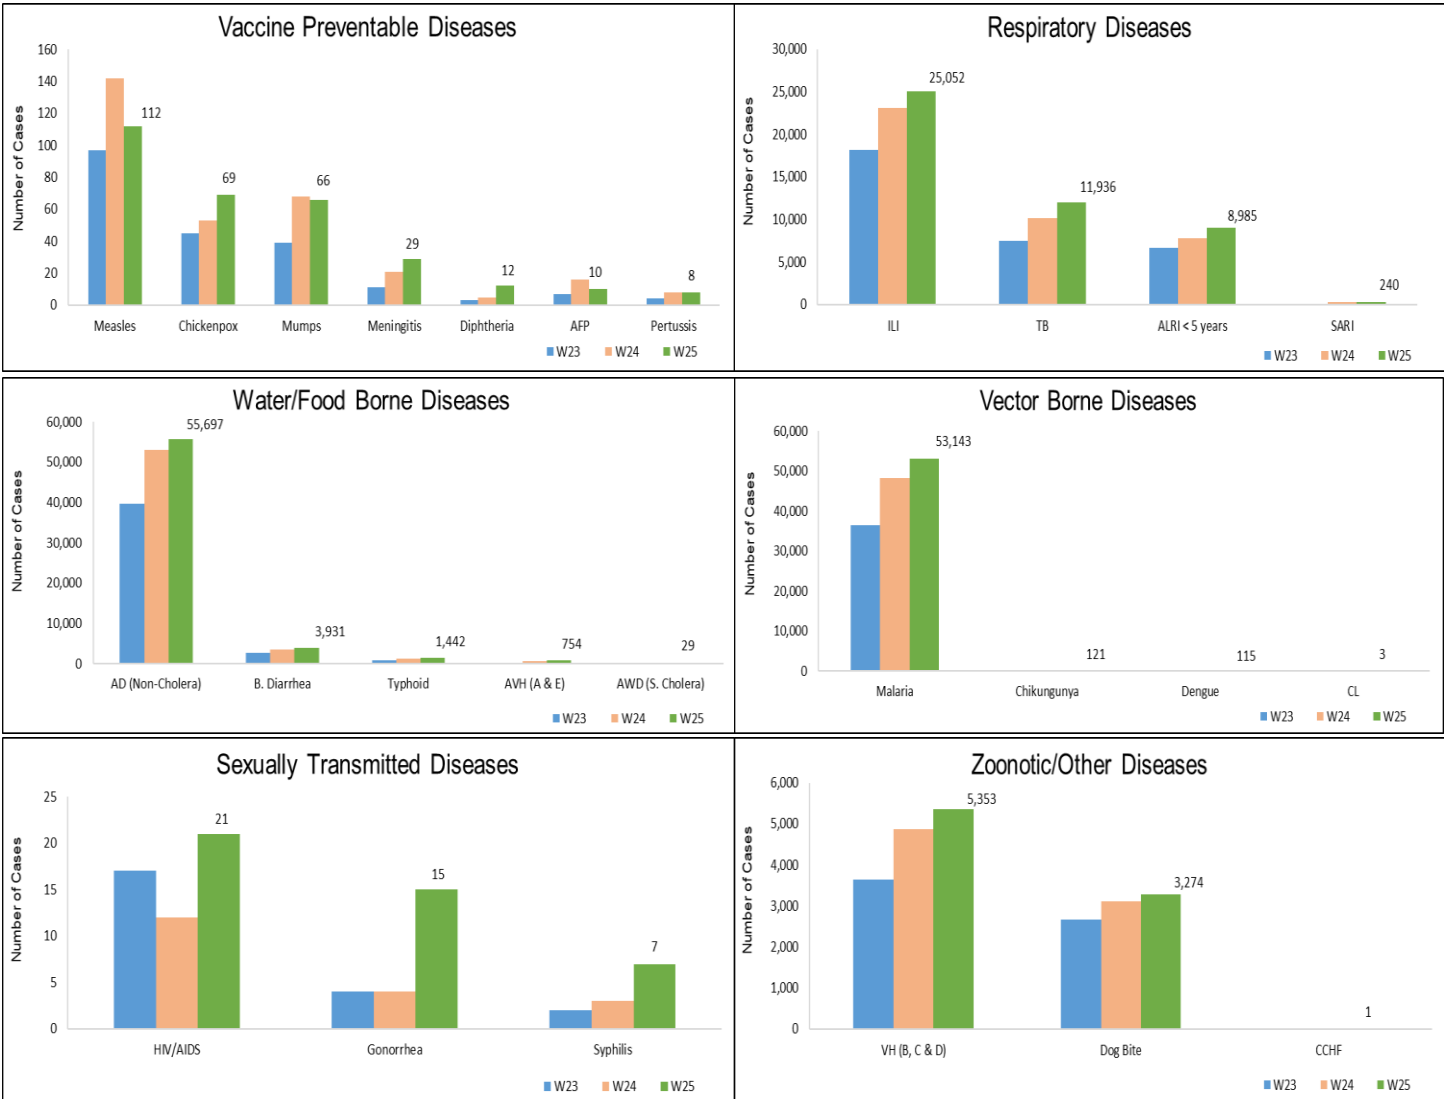 Vaccine Preventable Diseases
Number of Cases
160
140
120
100
80
60
40
20
0
112
69
66
29
12
10
8
Measles Chickenpox Mumps Meningitis Diphtheria AFP Pertussis
W23 W24 W25
Respiratory Diseases
Number of Cases
30,000
25,000
20,000
15,000
10,000
5,000
0
25,052
11,936
8,985
240
ILI TB ALRI < 5 years SARI
W23 W24 W25
Water/Food Borne Diseases
Number of Cases
60,000
50,000
40,000
30,000
20,000
10,000
0
55,697
3,931
1,442
754
29
AD (Non-Cholera) B. Diarrhea Typhoid AVH (A & E) AWD (S. Cholera)
W23 W24 W25
Vector Borne Diseases
Number of Cases
60,000
50,000
40,000
30,000
20,000
10,000
0
53,143
121
115
3
Malaria Chikungunya Dengue CL
W23 W24 W25
Sexually Transmitted Diseases
Number of Cases
25
20
15
10
5
0
21
15
7
HIV/AIDS Gonorrhea Syphilis
W23 W24 W25
Zoonotic/Other Diseases
Number of Cases
6,000
5,000
4,000
3,000
2,000
1,000
0
5,353
3,274
1
VH (B, C & D) Dog Bite CCHF
W23 W24 W25